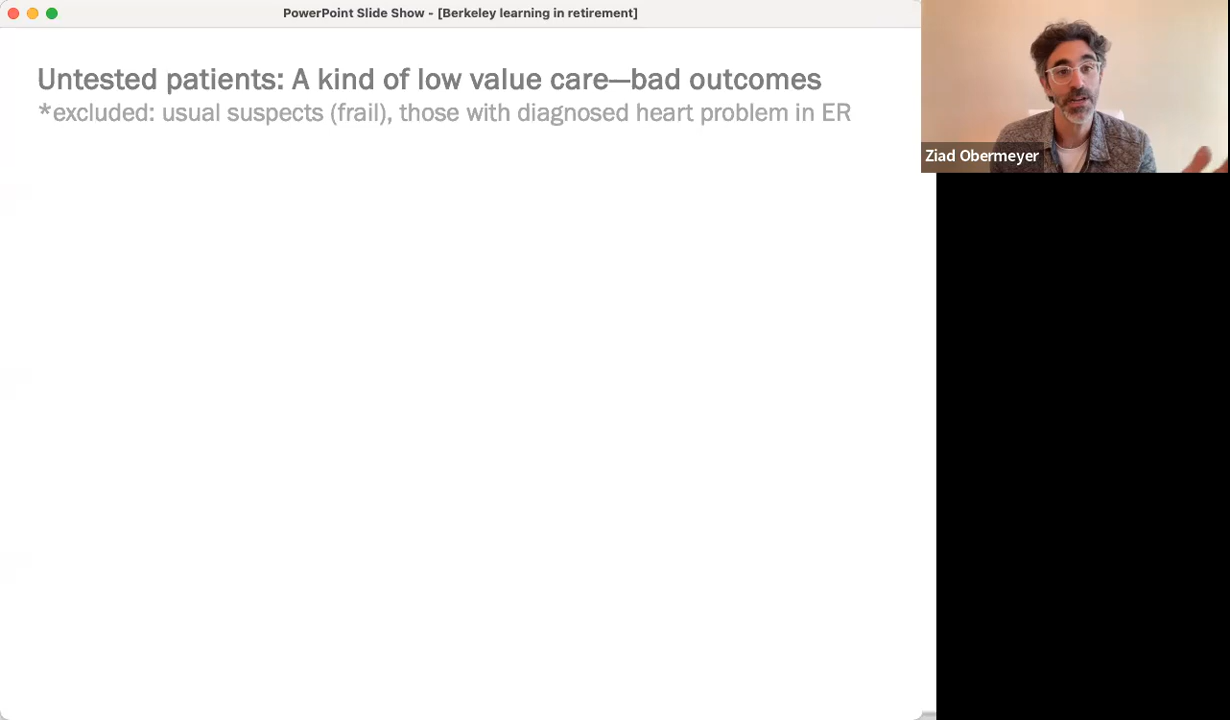 PowerPoint Slide Show - [Berkeley learning in retirement]
Untested patients: A kind of low value care—bad outcomes
*excluded: usual suspects (frail), those with diagnosed heart problem in ER
Ziad Obermeyer